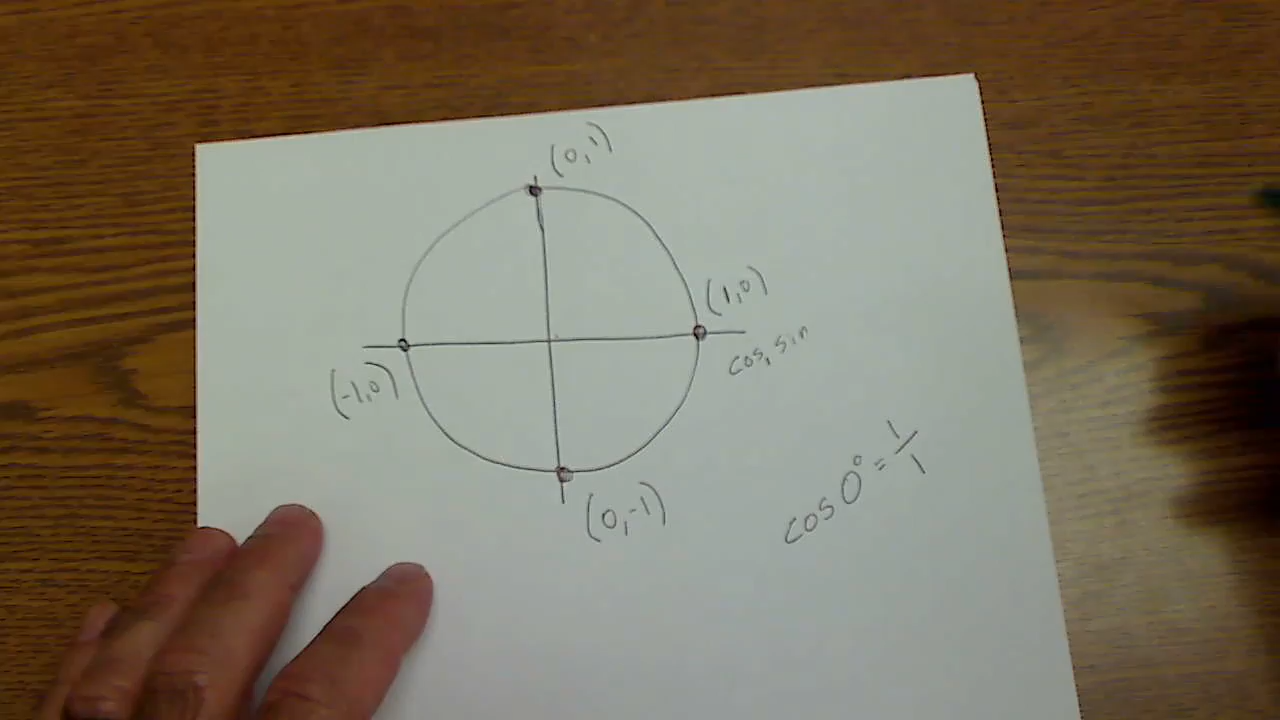 (0,1)
(1,0)
cos, sin
(-1,0)
(0,-1)
cos 0° = 1/1